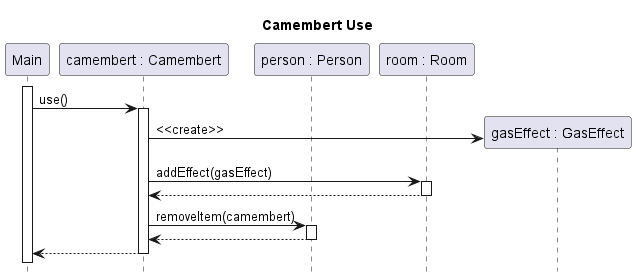 Camembert Use
Main
camembert : Camembert
person : Person
room : Room
use()
<<create>>
gasEffect : GasEffect
addEffect(gasEffect)
removeItem(camembert)